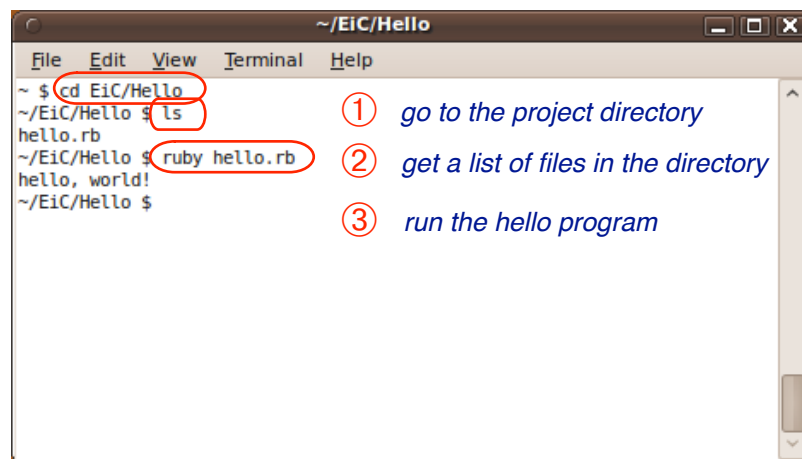 ~/EiC/Hello
File Edit View Terminal Help
~ $ cd EiC/Hello
~/EiC/Hello $ ls
hello.rb
~/EiC/Hello $ ruby hello.rb
hello, world!
~/EiC/Hello $
① go to the project directory
② get a list of files in the directory
③ run the hello program